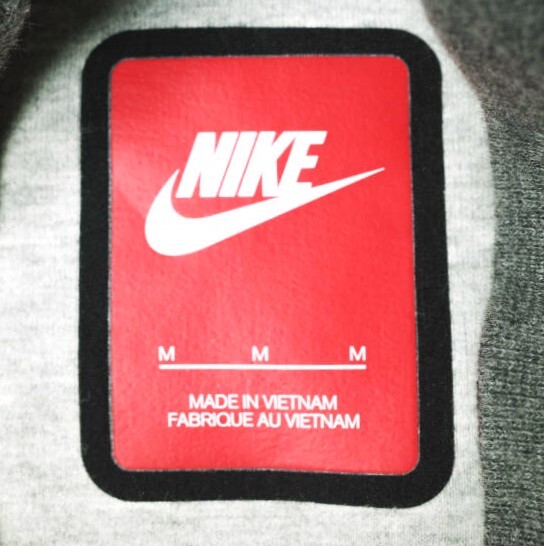 NIKE
M M M
MADE IN VIETNAM
FABRIQUE AU VIETNAM